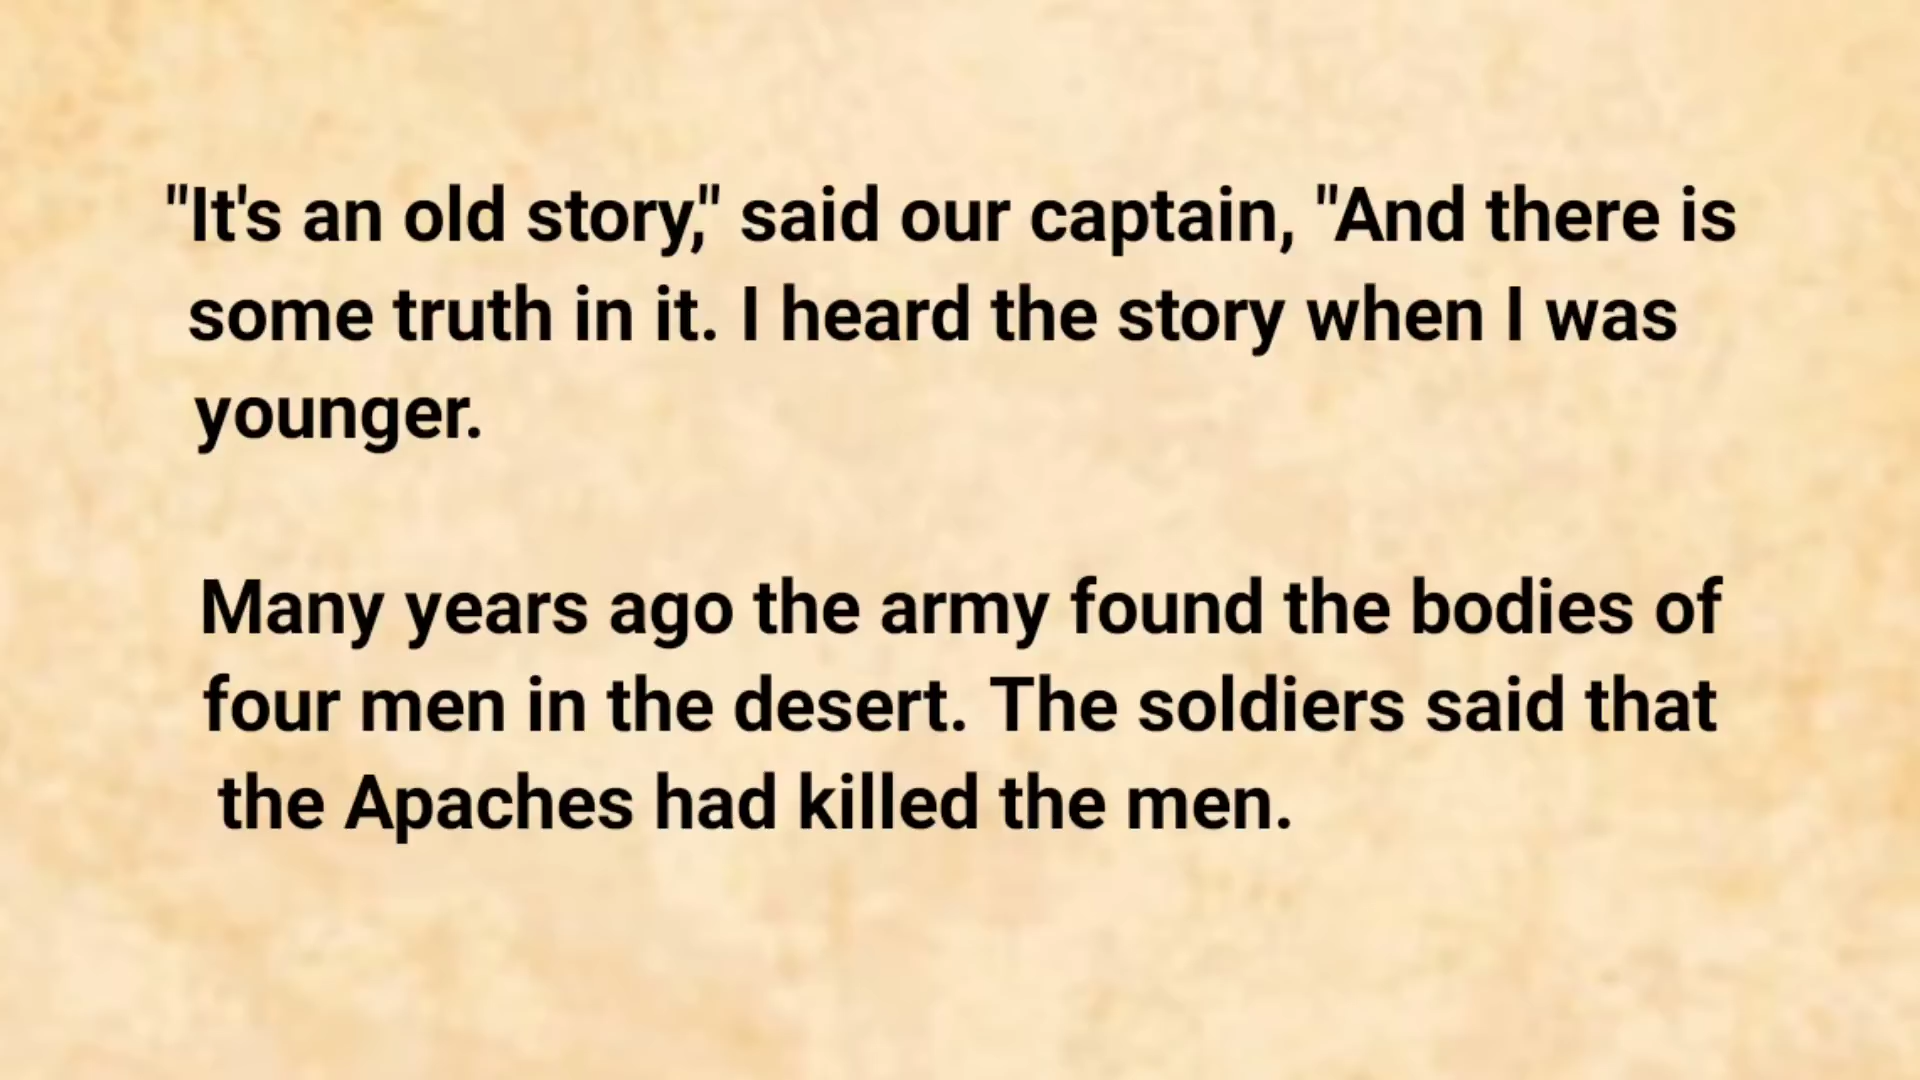 "It's an old story," said our captain, "And there is
some truth in it. I heard the story when I was
younger.
Many years ago the army found the bodies of
four men in the desert. The soldiers said that
the Apaches had killed the men.